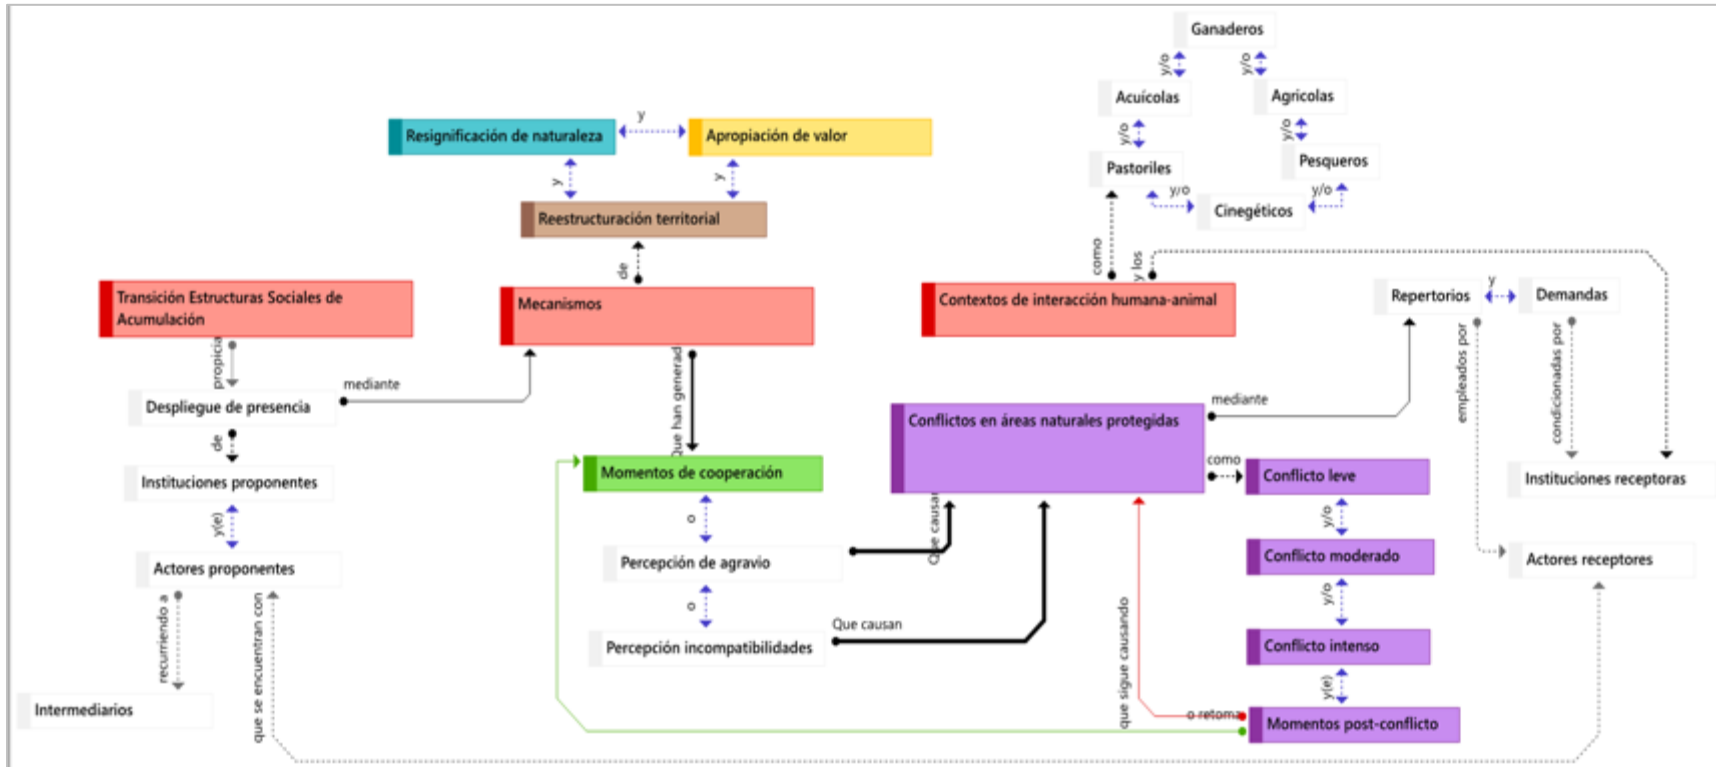 Ganaderos
y/o
y/o
Acuícolas
Agricolas
y/o
y/o
Pastoriles
Pesqueros
y/o
y/o
Cinegéticos
Resignificación de naturaleza
y
Apropiación de valor
y
y
Reestructuración territorial
de
como
y los
Transición Estructuras Sociales de
Acumulación
Mecanismos
Contextos de interacción humana-animal
Repertorios
y
Demandas
propicia
Que han generad
empleados por
condicionadas por
Despliegue de presencia
mediante
de
Conflictos en áreas naturales protegidas
mediante
como
Instituciones proponentes
Momentos de cooperación
Conflicto leve
Instituciones receptoras
y(e)
o
Que causan
y/o
Actores proponentes
Percepción de agravio
Conflicto moderado
Actores receptores
recurriendo a
que se encuentran con
o
y/o
Que causan
Percepción incompatibilidades
Conflicto intenso
que sigue causando
y(e)
Intermediarios
o retoma
Momentos post-conflicto